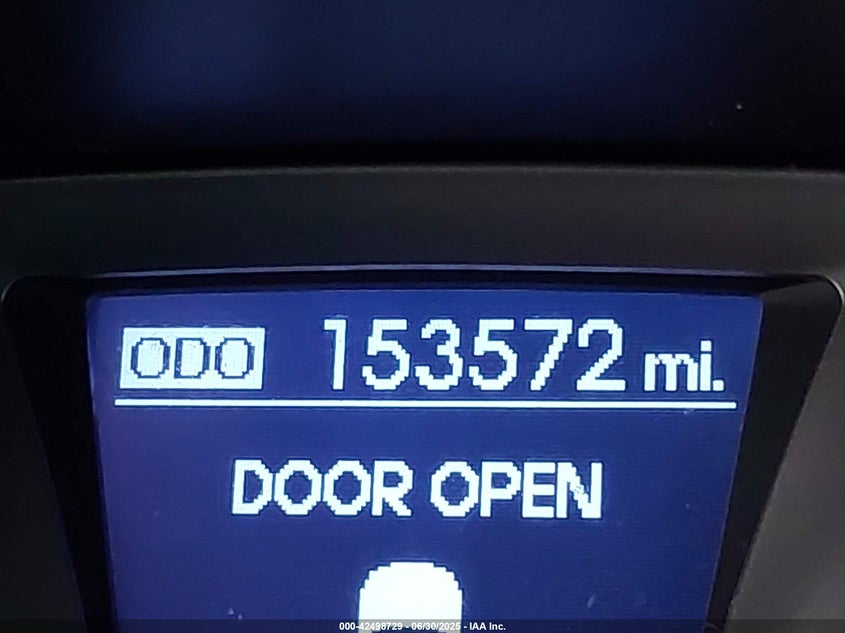 ODO 153572 mi.
DOOR OPEN
000-42498729 - 06/30/2025 - IAA Inc.